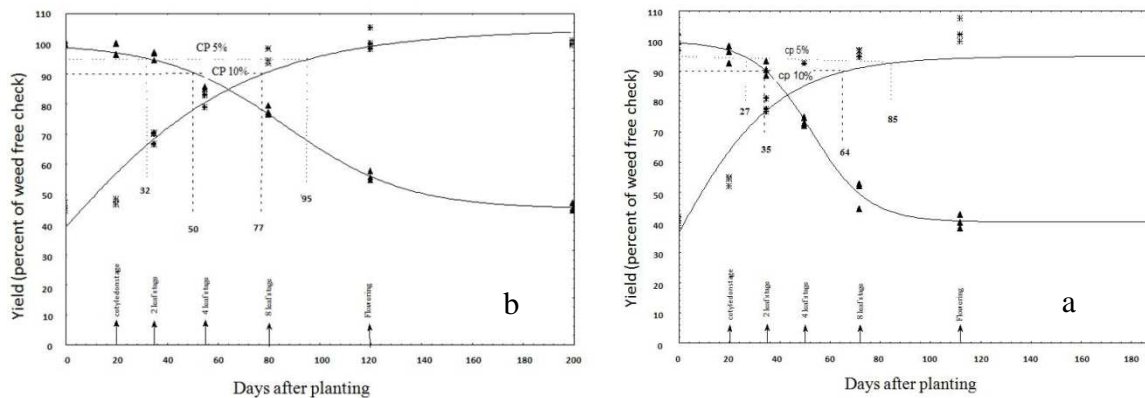 Yield (percent of weed free check)
110
100
90
80
70
60
50
40
30
20
10
0
CP 5%
CP 10%
32
50
77
95
cotyledon stage
2 leaf stage
4 leaf stage
8 leaf stage
Flowering
b
0
20
40
60
80
100
120
140
160
180
200
Days after planting
Yield (percent of weed free check)
110
100
90
80
70
60
50
40
30
20
10
0
cp 5%
cp 10%
27
35
64
85
cotyledon stage
2 leaf stage
4 leaf stage
8 leaf stage
Flowering
a
0
20
40
60
80
100
120
140
160
180
Days after planting